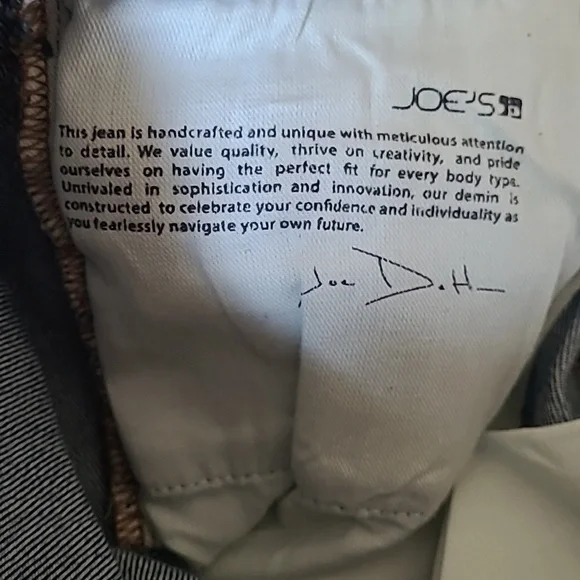 JOE'S
This jean is handcrafted and unique with meticulous attention
to detail. We value quality, thrive on creativity, and pride
ourselves on having the perfect fit for every body type.
Unrivaled in sophistication and innovation, our demin is
constructed to celebrate your confidence and individuality as
you fearlessly navigate your own future.
Joe